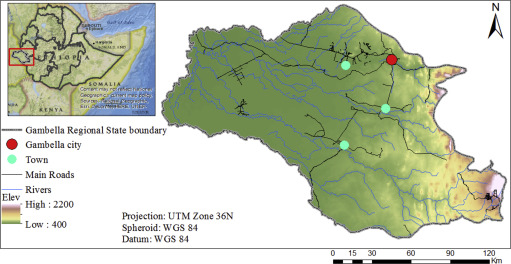 N
ETHIOPIA
SOMALIA
KENYA
Gambella Regional State boundary
Gambella city
Town
Main Roads
Rivers
Elev
High : 2200
Low : 400
Projection: UTM Zone 36N
Spheroid: WGS 84
Datum: WGS 84
0 15 30 60 90 120
Km